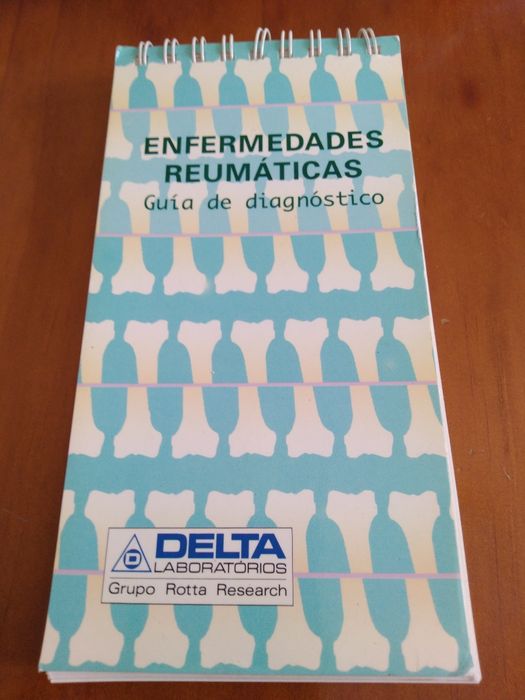 ENFERMEDADES
REUMÁTICAS
Guía de diagnóstico
D DELTA
LABORATÓRIOS
Grupo Rotta Research